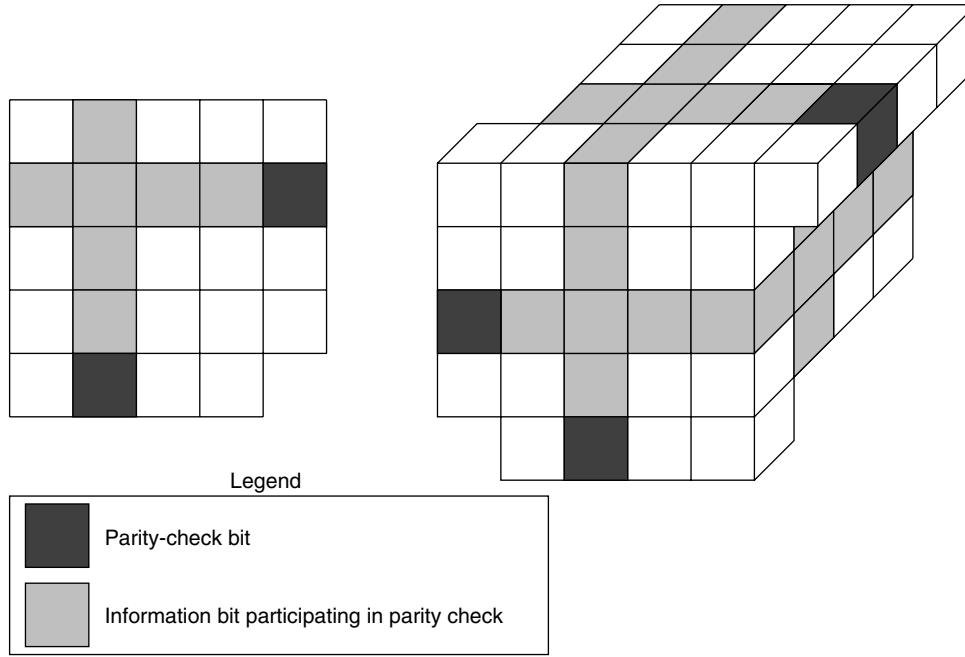 Legend
Parity-check bit
Information bit participating in parity check